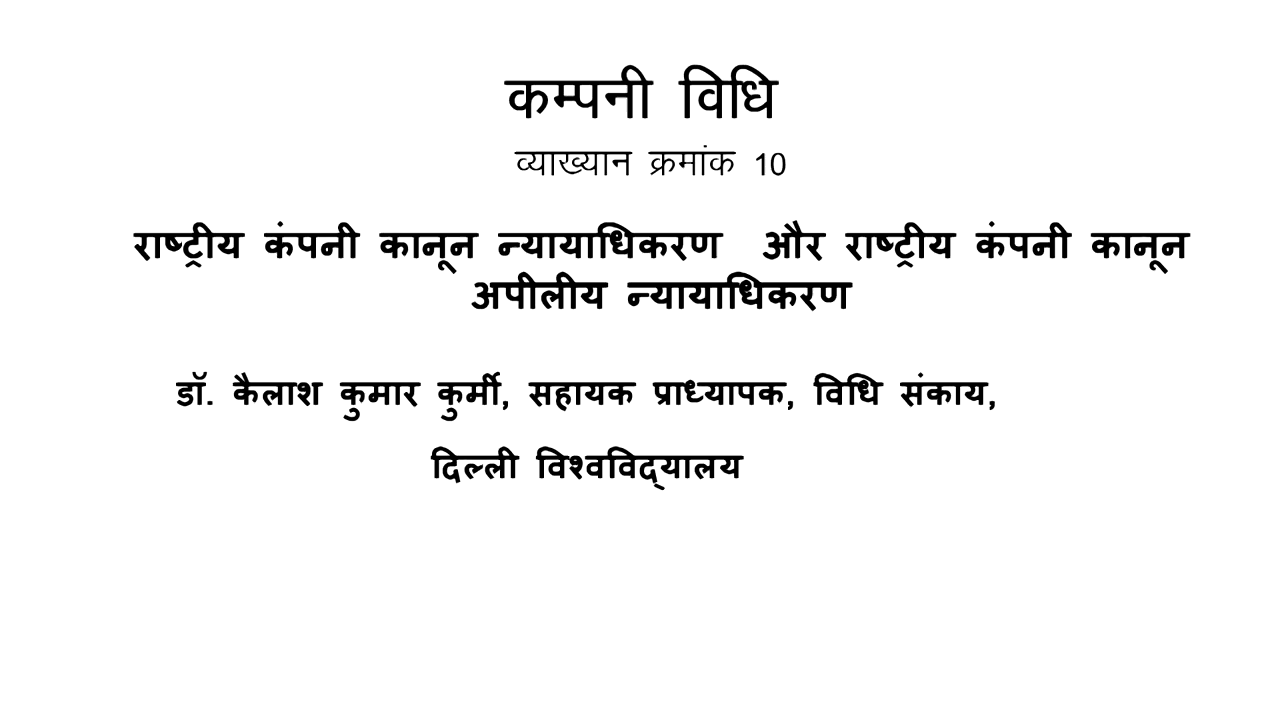 कम्पनी विधि
व्याख्यान क्रमांक 10
राष्ट्रीय कंपनी कानून न्यायाधिकरण और राष्ट्रीय कंपनी कानून
अपीलीय न्यायाधिकरण
डॉ. कैलाश कुमार कुर्मी, सहायक प्राध्यापक, विधि संकाय,
दिल्ली विश्वविद्यालय